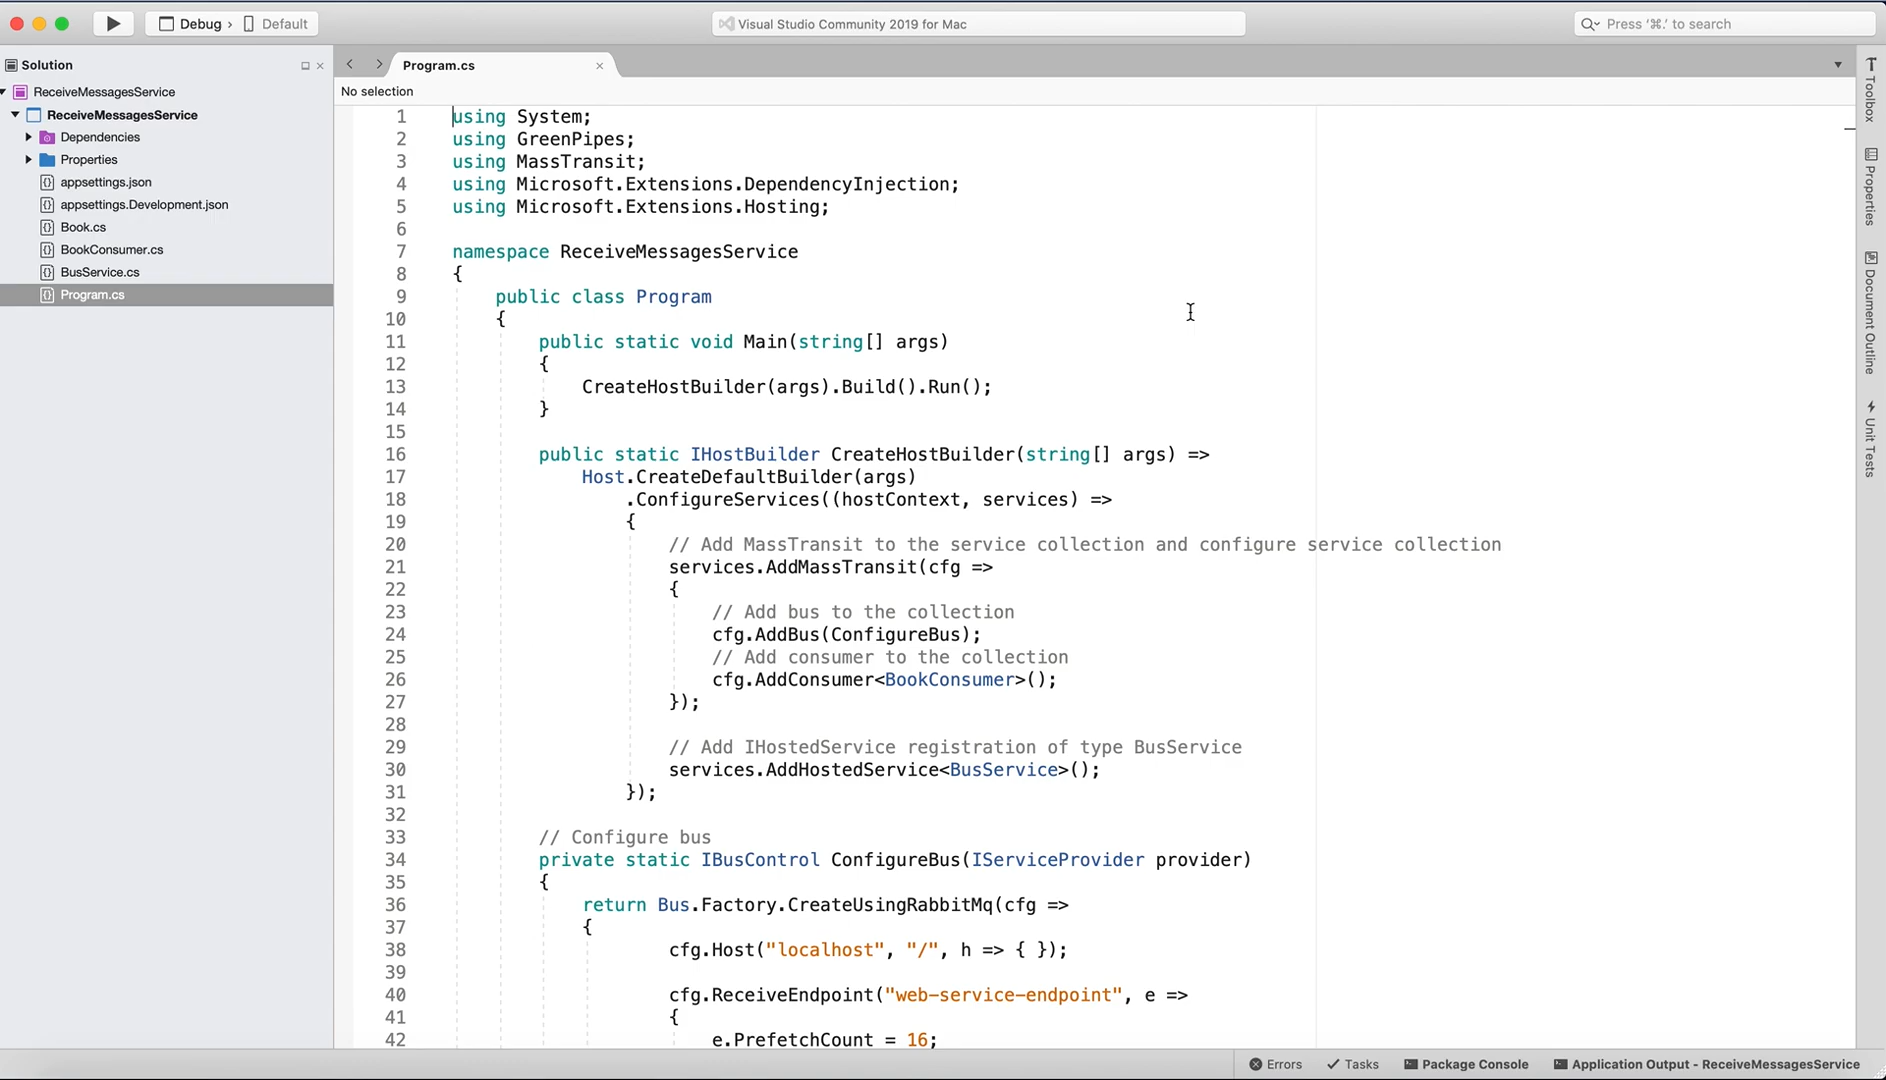 Debug › Default
Visual Studio Community 2019 for Mac
Press ‘⌘.’ to search
Solution
ReceiveMessagesService
ReceiveMessagesService
Dependencies
Properties
appsettings.json
appsettings.Development.json
Book.cs
BookConsumer.cs
BusService.cs
Program.cs
Program.cs
No selection
1 using System;
2 using GreenPipes;
3 using MassTransit;
4 using Microsoft.Extensions.DependencyInjection;
5 using Microsoft.Extensions.Hosting;
6
7 namespace ReceiveMessagesService
8 {
9 public class Program
10 {
11 public static void Main(string[] args)
12 {
13 CreateHostBuilder(args).Build().Run();
14 }
15
16 public static IHostBuilder CreateHostBuilder(string[] args) =>
17 Host.CreateDefaultBuilder(args)
18 .ConfigureServices((hostContext, services) =>
19 {
20 // Add MassTransit to the service collection and configure service collection
21 services.AddMassTransit(cfg =>
22 {
23 // Add bus to the collection
24 cfg.AddBus(ConfigureBus);
25 // Add consumer to the collection
26 cfg.AddConsumer<BookConsumer>();
27 });
28
29 // Add IHostedService registration of type BusService
30 services.AddHostedService<BusService>();
31 });
32
33 // Configure bus
34 private static IBusControl ConfigureBus(IServiceProvider provider)
35 {
36 return Bus.Factory.CreateUsingRabbitMq(cfg =>
37 {
38 cfg.Host("localhost", "/", h => { });
39
40 cfg.ReceiveEndpoint("web-service-endpoint", e =>
41 {
42 e.PrefetchCount = 16;
Toolbox
Properties
Document Outline
Unit Tests
Errors
Tasks
Package Console
Application Output - ReceiveMessagesService